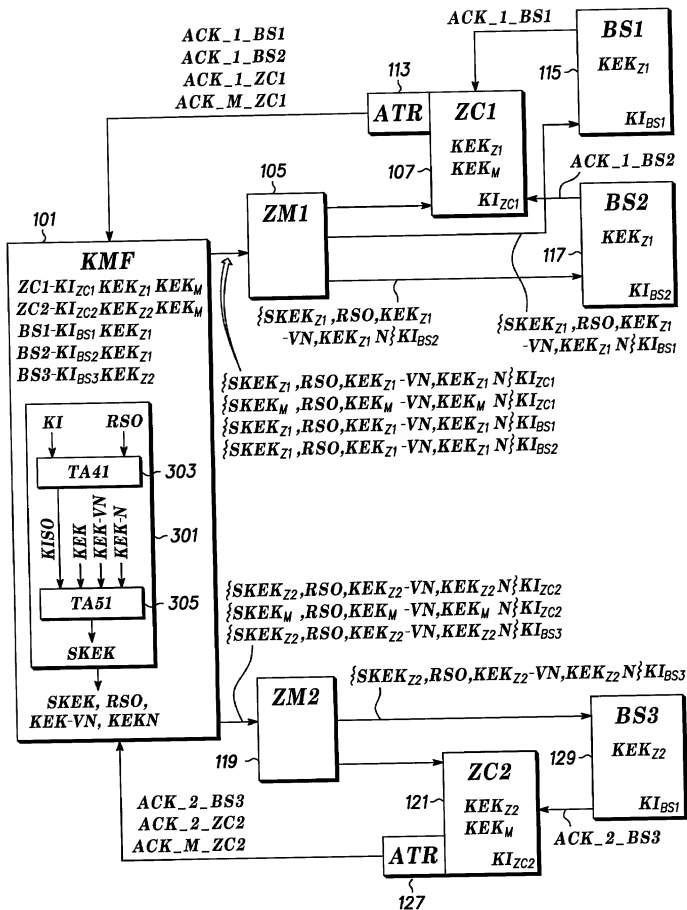 ACK_1_BS1
ACK_1_BS2
ACK_1_ZC1
ACK_M_ZC1
113
ATR
ZC1
KEKZ1
KEKM
107
KIZC1
ACK_1_BS1
BS1
115
KEKZ1
KIBS1
ACK_1_BS2
BS2
117
KEKZ1
KIBS2
105
ZM1
101
KMF
ZC1-KIZC1 KEKZ1 KEKM
ZC2-KIZC2 KEKZ2 KEKM
BS1-KIBS1 KEKZ1
BS2-KIBS2 KEKZ1
BS3-KIBS3 KEKZ2
{SKEKZ1,RSO,KEKZ1
-VN,KEKZ1 N}KIBS2
{SKEKZ1,RSO,KEKZ1
-VN,KEKZ1 N}KIBS1
{SKEKZ1,RSO,KEKZ1-VN,KEKZ1 N}KIZC1
{SKEKM,RSO,KEKM-VN,KEKM N}KIZC1
{SKEKZ1,RSO,KEKZ1-VN,KEKZ1 N}KIBS1
{SKEKZ1,RSO,KEKZ1-VN,KEKZ1 N}KIBS2
KI
RSO
TA41
303
KISO
KEK
KEK-VN
KEK-N
301
TA51
305
SKEK
SKEK, RSO,
KEK-VN, KEKN
{SKEKZ2,RSO,KEKZ2-VN,KEKZ2 N}KIZC2
{SKEKM,RSO,KEKM-VN,KEKM N}KIZC2
{SKEKZ2,RSO,KEKZ2-VN,KEKZ2 N}KIBS3
{SKEKZ2,RSO,KEKZ2-VN,KEKZ2 N}KIBS3
ZM2
119
BS3
129
KEKZ2
KIBS1
ZC2
121
KEKZ2
KEKM
KIZC2
ATR
127
ACK_2_BS3
ACK_2_BS3
ACK_2_ZC2
ACK_M_ZC2